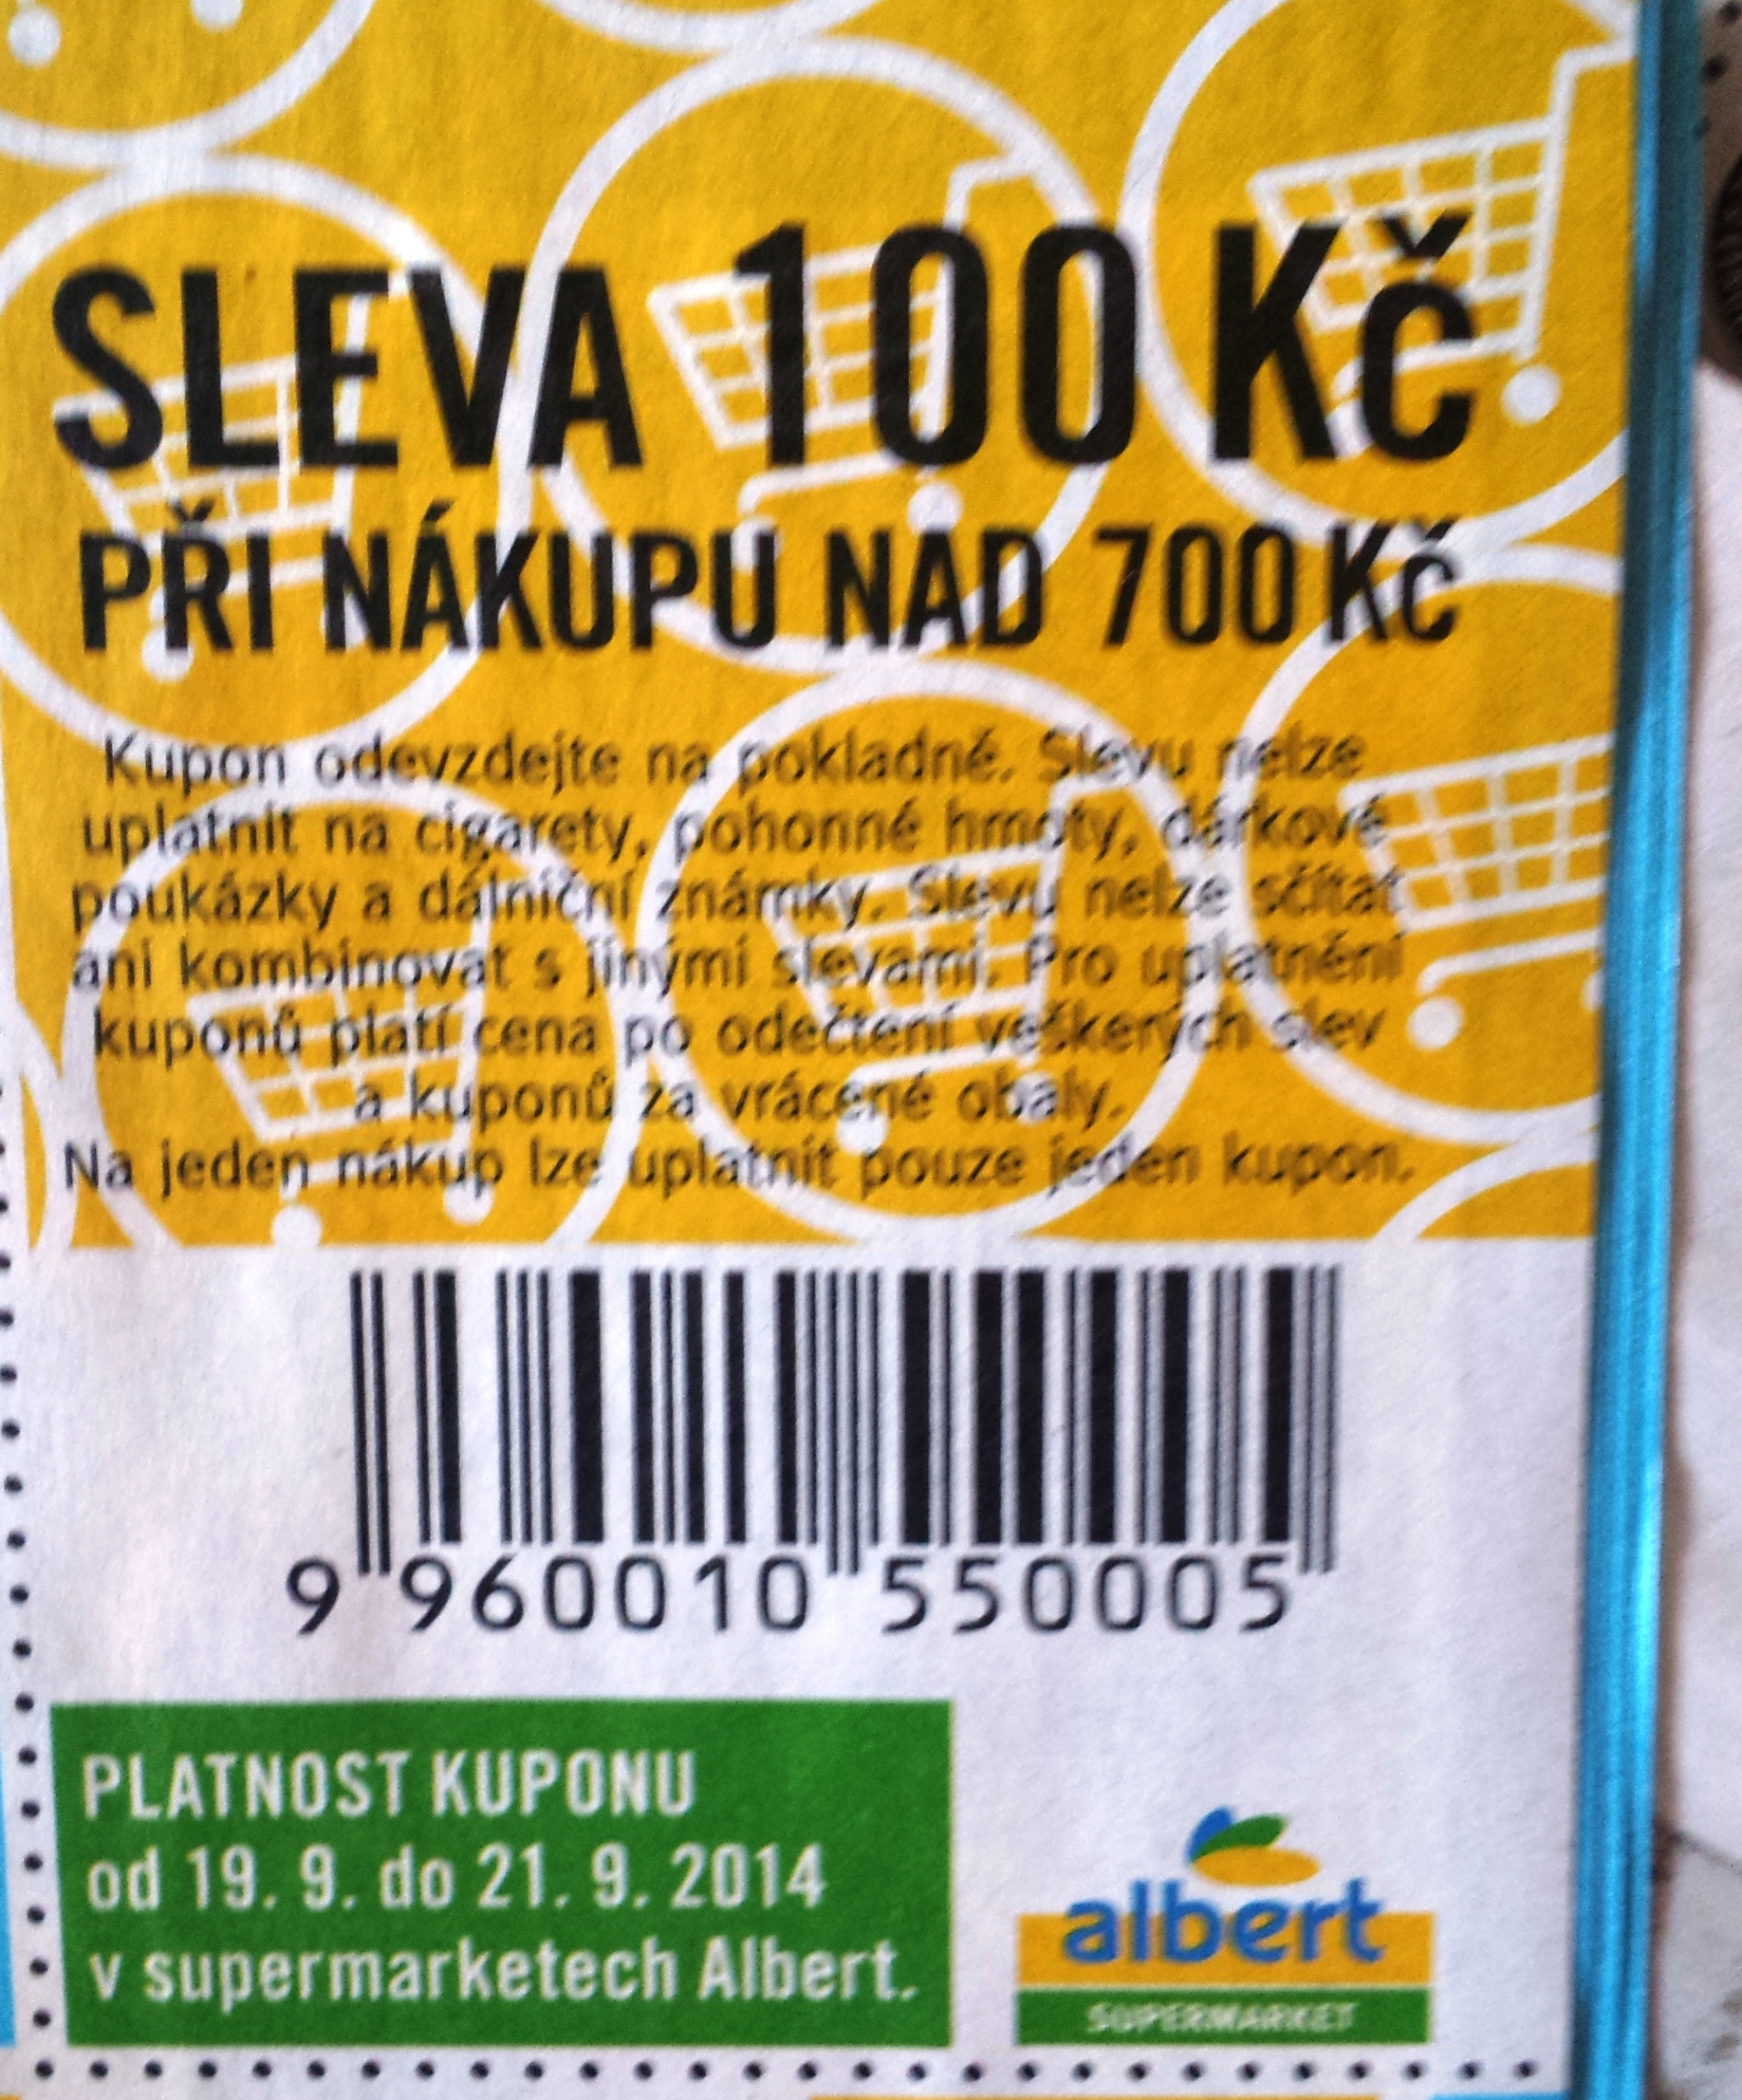 SLEVA 100 Kč
PŘI NÁKUPU NAD 700 Kč
Kupon odevzdejte na pokladně. Slevu nelze
uplatnit na cigarety, pohonné hmoty, dárkové
poukázky a dálniční známky. Slevu nelze sčítat
ani kombinovat s jinými slevami. Pro uplatnění
kuponů platí cena po odečtení veškerých slev
a kuponů za vrácené obaly.
Na jeden nákup lze uplatnit pouze jeden kupon.
9 960010 550005
PLATNOST KUPONU
od 19. 9. do 21. 9. 2014
v supermarketech Albert.
albert
SUPERMARKET